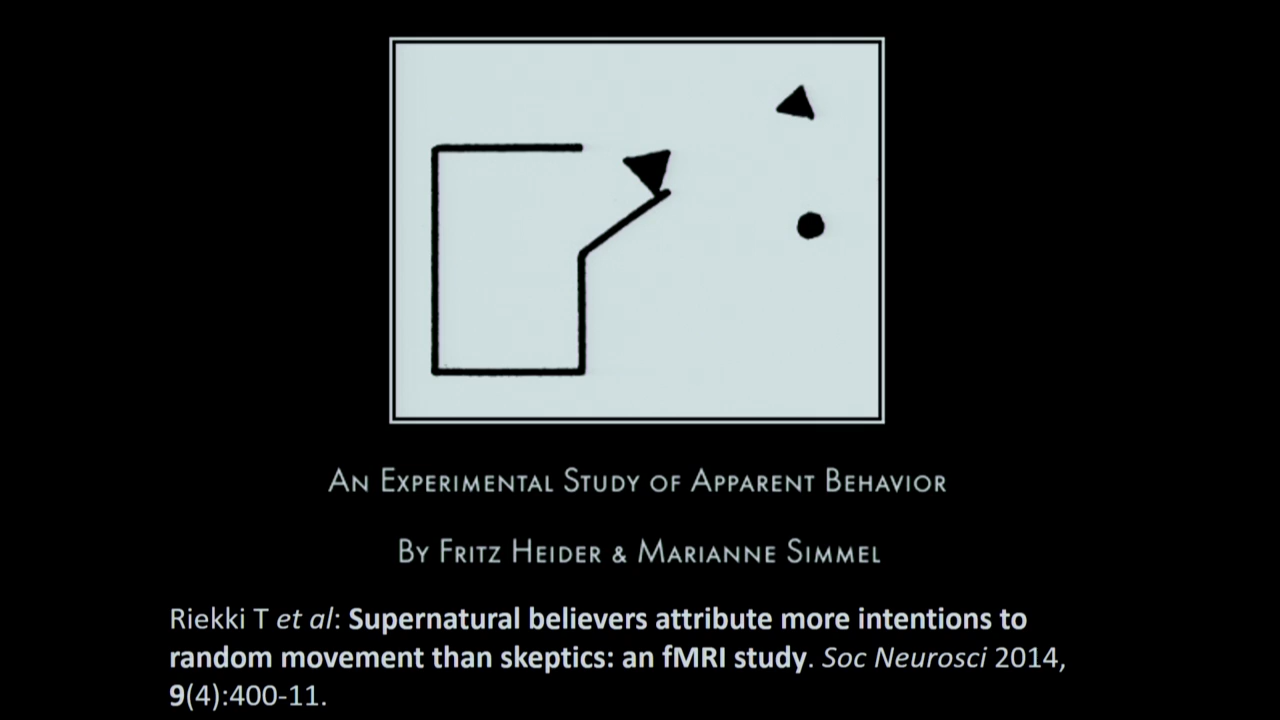 An Experimental Study of Apparent Behavior
By Fritz Heider & Marianne Simmel
Riekki T et al: Supernatural believers attribute more intentions to
random movement than skeptics: an fMRI study. Soc Neurosci 2014,
9(4):400-11.